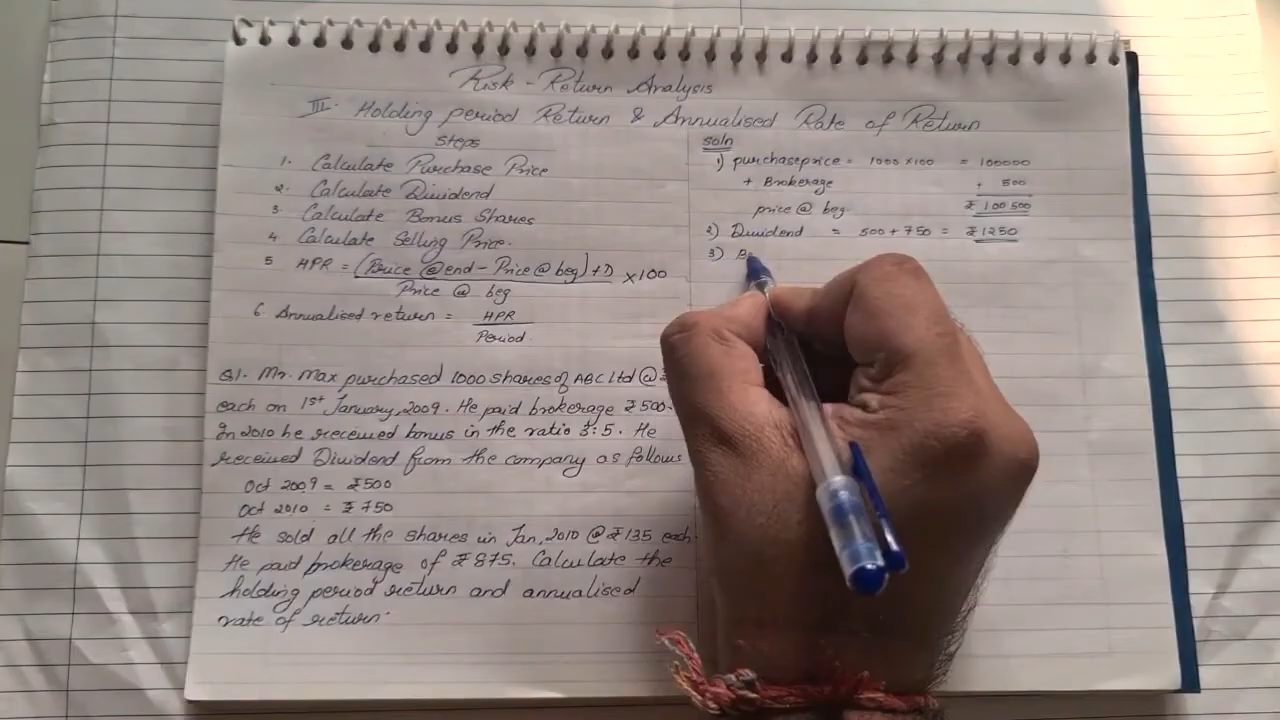 Risk - Return Analysis
III. Holding period Return & Annualised Rate of Return
Steps
1. Calculate Purchase Price
2. Calculate Dividend
3. Calculate Bonus Shares
4 Calculate Selling Price.
5 HPR = (Price @ end - Price @ beg) + D × 100
Price @ beg
6. Annualised return = HPR
Period.
Q1. Mr. Max purchased 1000 shares of ABC ltd @
each on 1st January, 2009. He paid brokerage ₹500.
In 2010 he received bonus in the ratio 3:5. He
received Dividend from the company as follows
Oct 2009 = ₹500
Oct 2010 = ₹750
He sold all the shares in Jan, 2010 @ ₹135 each.
He paid brokerage of ₹875. Calculate the
holding period return and annualised
rate of return.
Soln
1) purchase price = 1000 × 100 = 100000
+ Brokerage + 500
price @ beg. ₹ 100 500
2) Dividend = 500 + 750 = ₹1250
3)